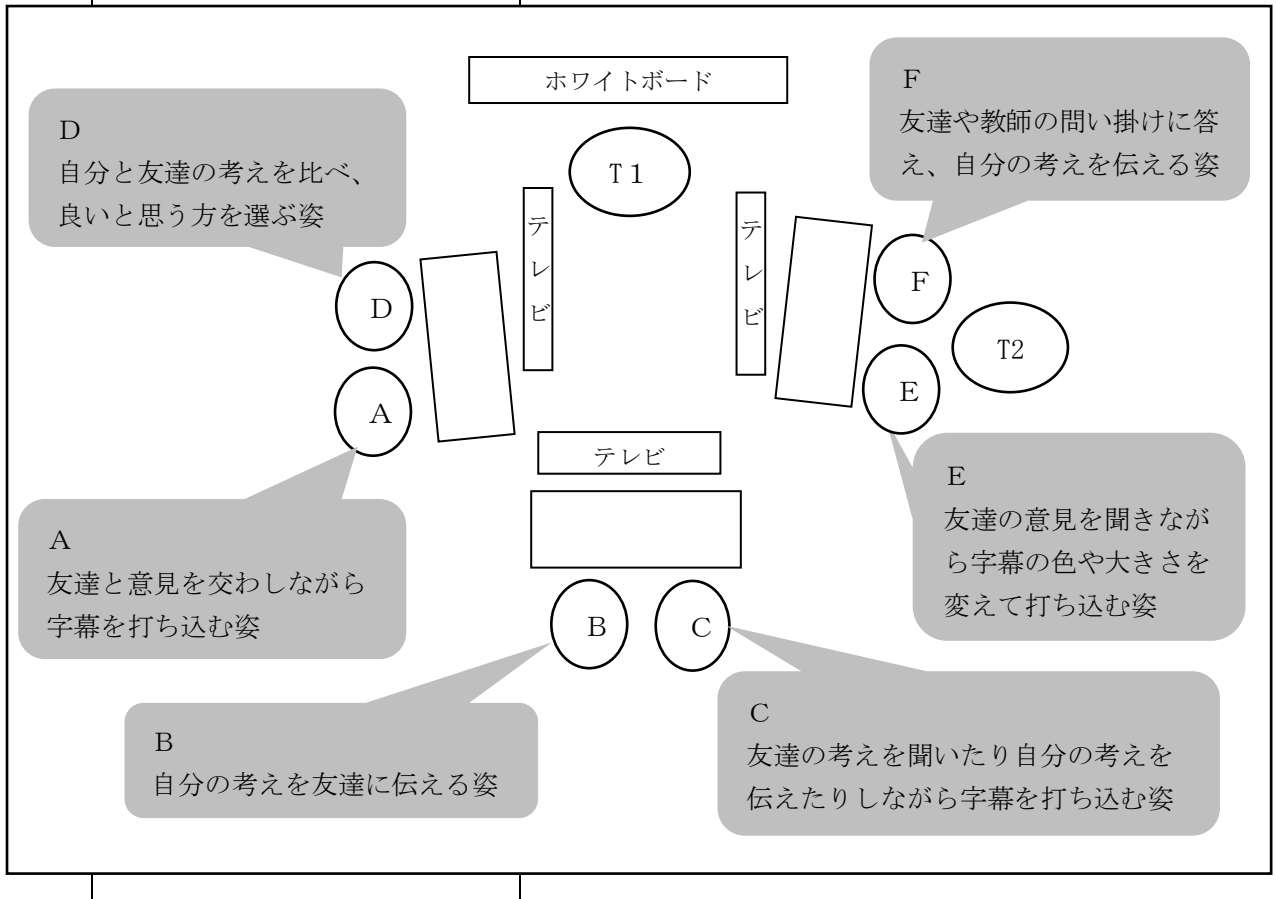 ホワイトボード
T１
D
自分と友達の考えを比べ、
良いと思う方を選ぶ姿
F
友達や教師の問い掛けに答
え、自分の考えを伝える姿
テレビ
テレビ
D
F
T2
A
E
テレビ
A
友達と意見を交わしながら
字幕を打ち込む姿
E
友達の意見を聞きなが
ら字幕の色や大きさを
変えて打ち込む姿
B
C
B
自分の考えを友達に伝える姿
C
友達の考えを聞いたり自分の考えを
伝えたりしながら字幕を打ち込む姿